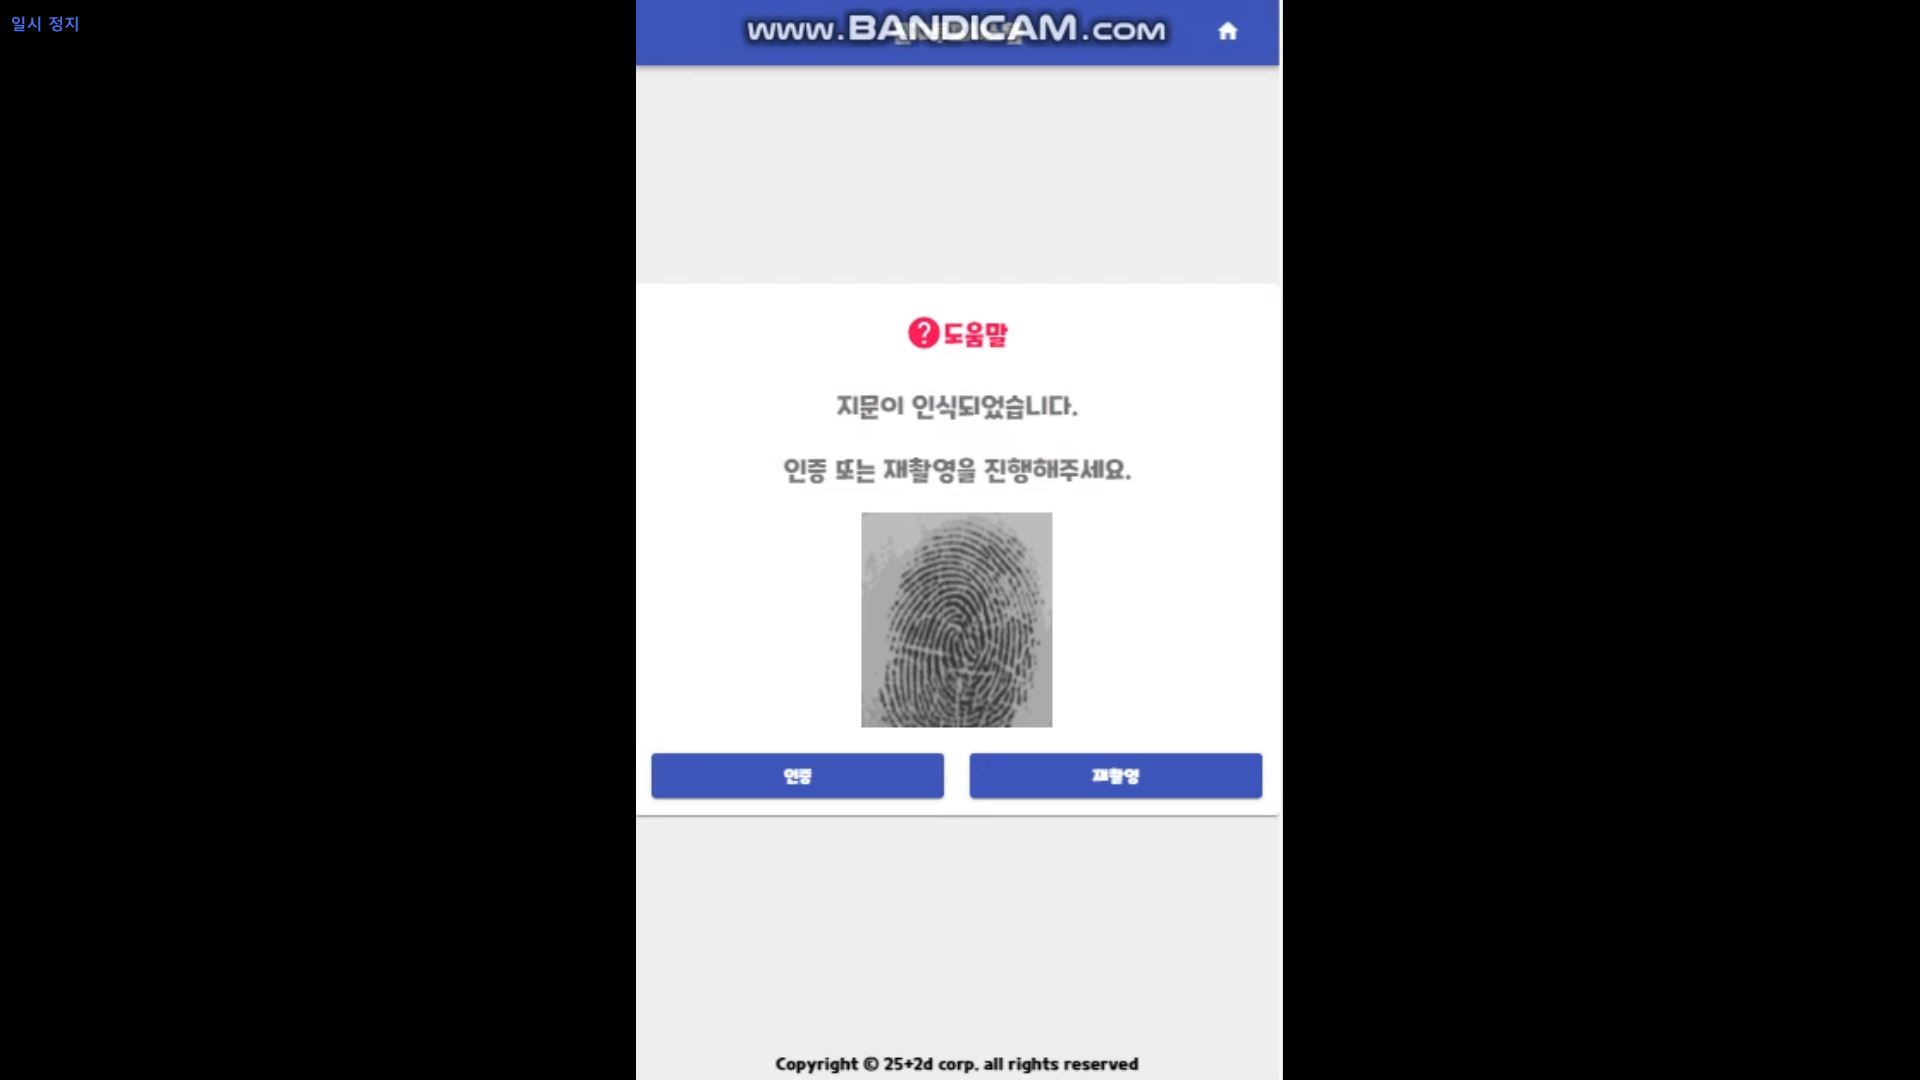 일시 정지
www.BANDICAM.com
도움말
지문이 인식되었습니다.
인증 또는 재촬영을 진행해주세요.
인증
재촬영
Copyright © 25+2d corp. all rights reserved